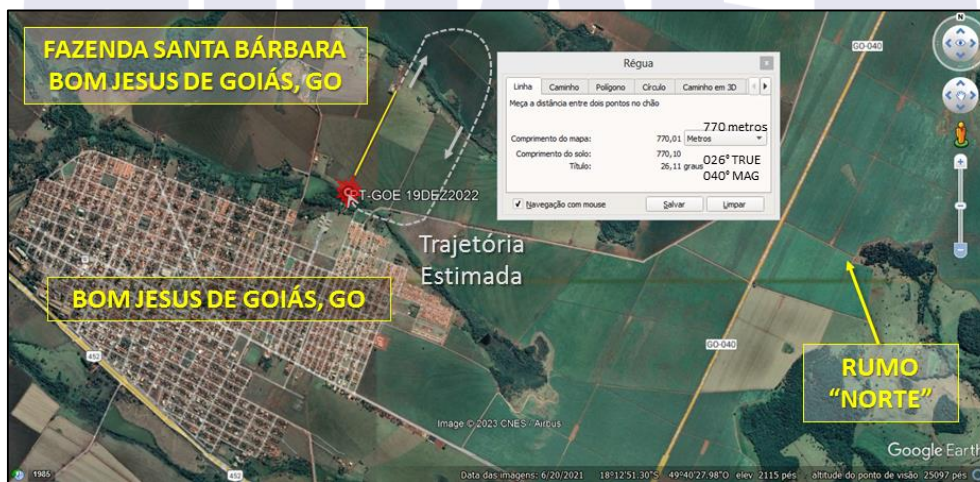 FAZENDA SANTA BÁRBARA
BOM JESUS DE GOIÁS, GO
GO-040
N
Régua
Linha
Caminho
Polígono
Círculo
Caminho em 3D
Meça a distância entre dois pontos no chão
770 metros
Comprimento do mapa: 770,01 Metros
Comprimento do solo: 770,10
Título: 26,11 graus
026° TRUE
040° MAG
Navegação com mouse
Salvar
Limpar
PT-GOE 19DEZ2022
Trajetória
Estimada
BOM JESUS DE GOIÁS, GO
GO-040
452
RUMO
“NORTE”
452
Image © 2023 CNES / Airbus
Google Earth
1985
Data das imagens: 6/20/2021 18°12'51.30"S 49°40'27.98"O elev 2115 pés altitude do ponto de visão 25097 pés